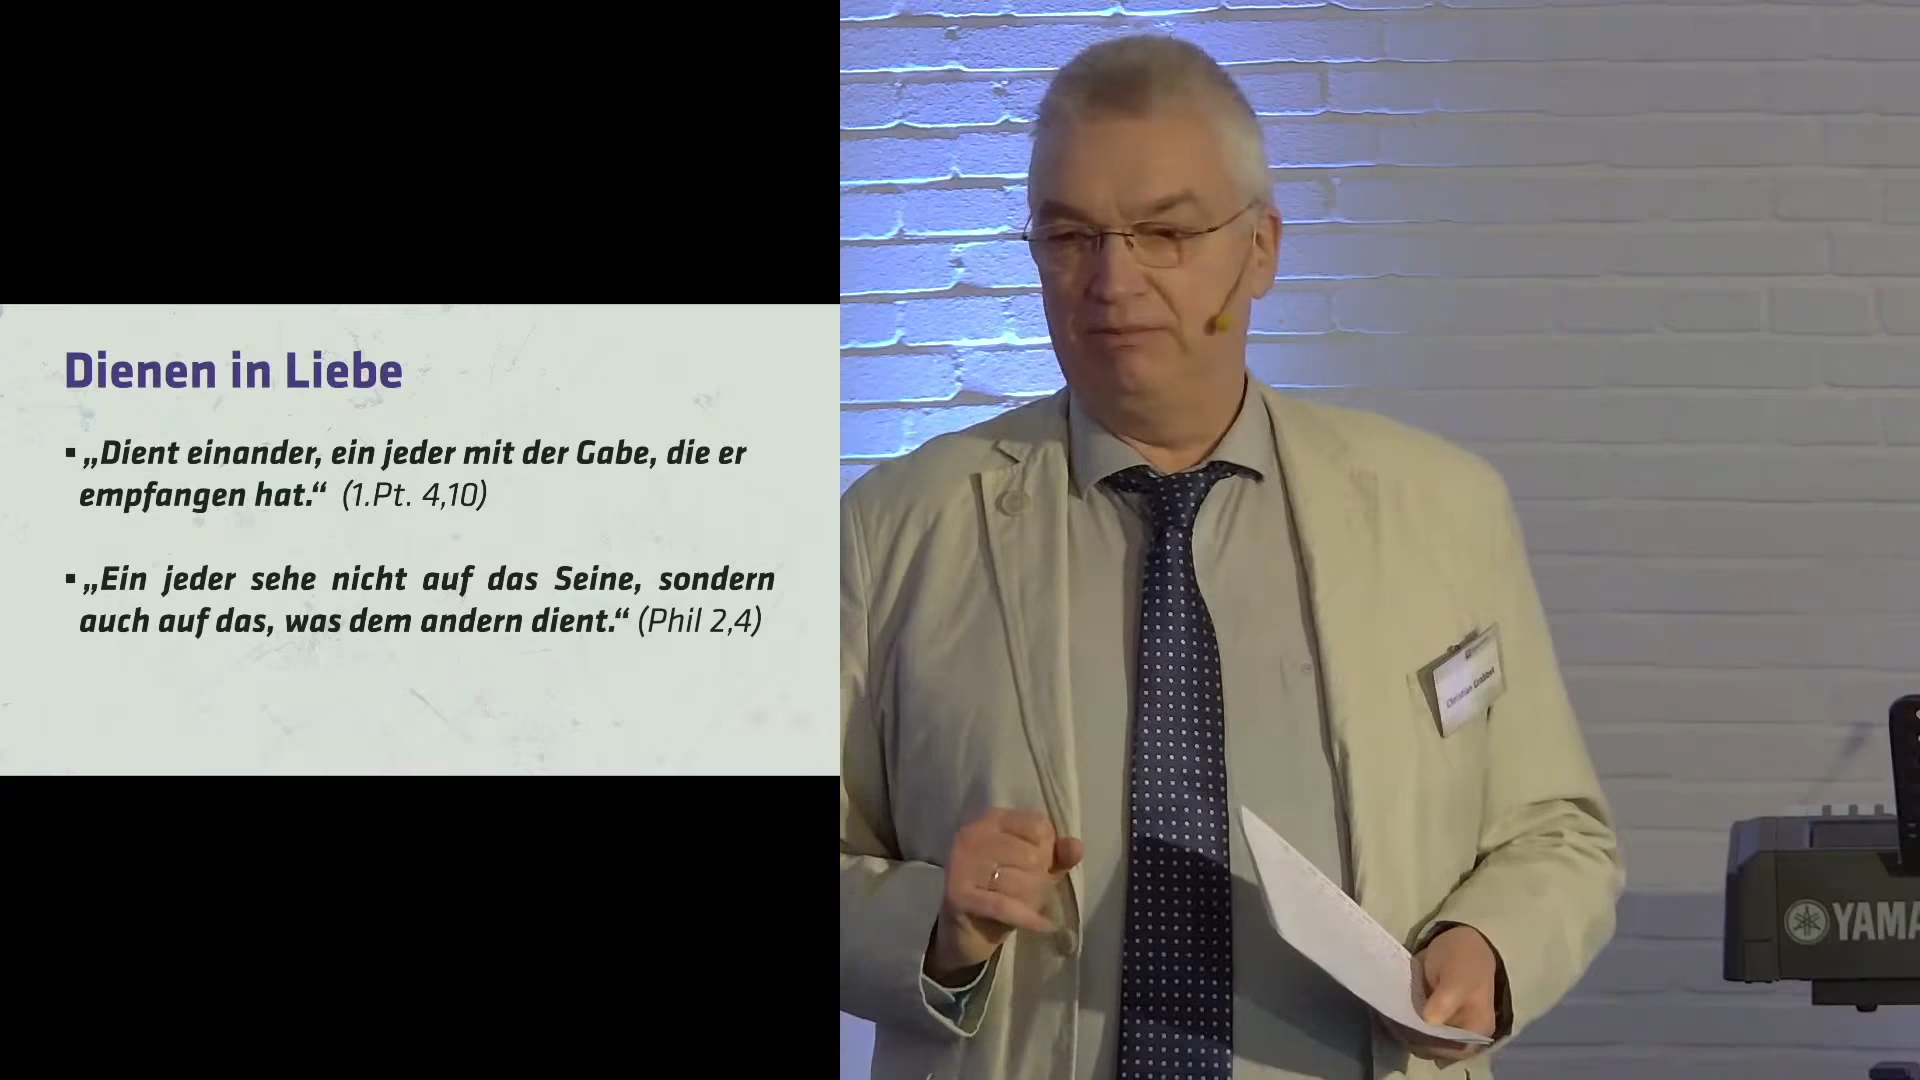 Dienen in Liebe
▪ „Dient einander, ein jeder mit der Gabe, die er
empfangen hat.“ (1.Pt. 4,10)
▪ „Ein jeder sehe nicht auf das Seine, sondern
auch auf das, was dem andern dient.“ (Phil 2,4)
Christian
YAMA